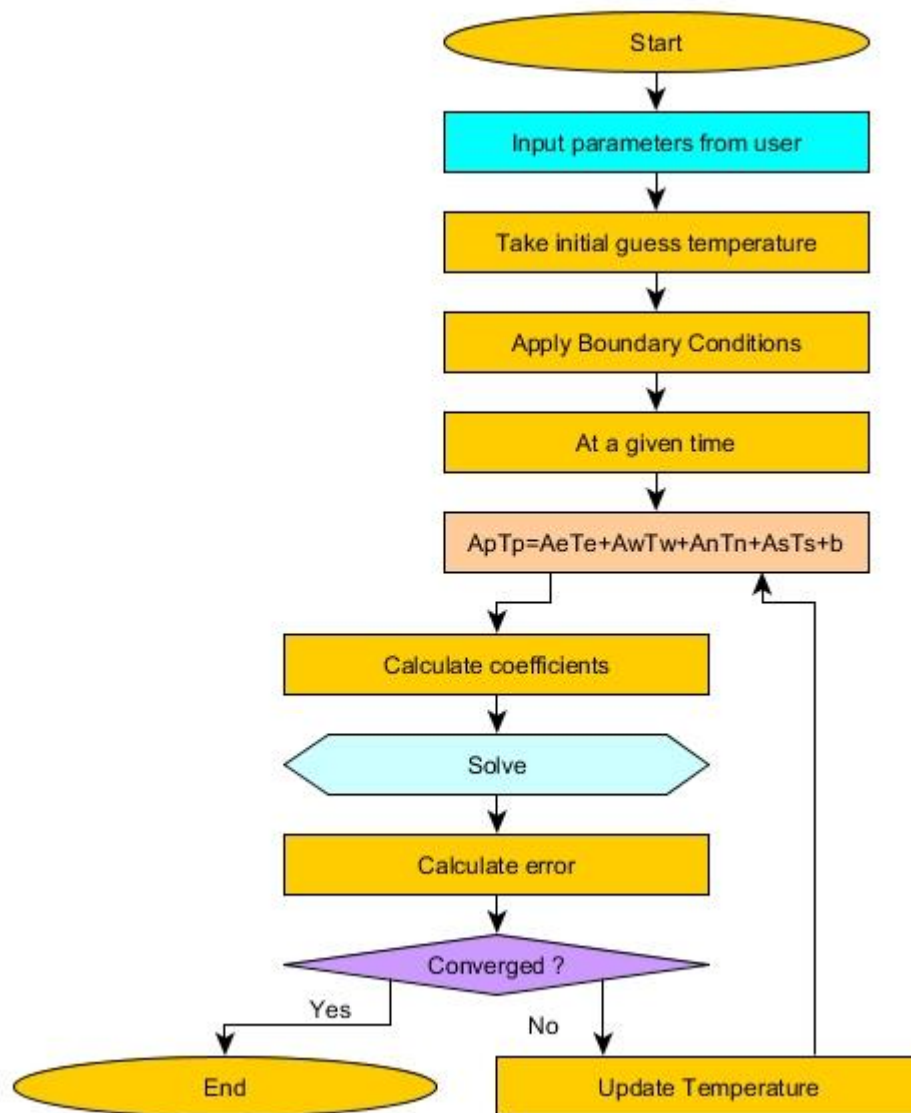 Start
Input parameters from user
Take initial guess temperature
Apply Boundary Conditions
At a given time
ApTp=AeTe+AwTw+AnTn+AsTs+b
Calculate coefficients
Solve
Calculate error
Converged ?
Yes
No
End
Update Temperature